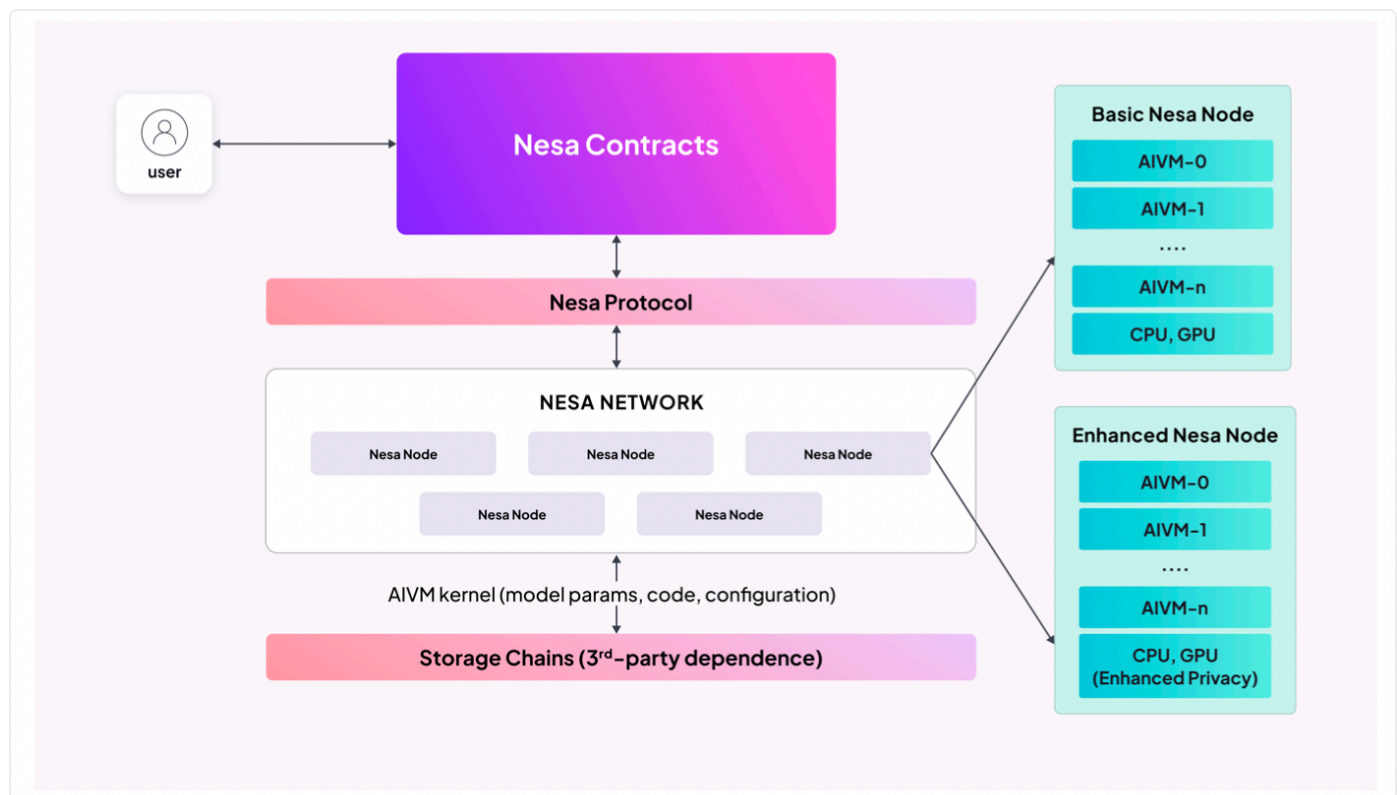 user
Nesa Contracts
Nesa Protocol
NESA NETWORK
Nesa Node
Nesa Node
Nesa Node
Nesa Node
Nesa Node
AIVM kernel (model params, code, configuration)
Storage Chains (3rd-party dependence)
Basic Nesa Node
AIVM-0
AIVM-1
....
AIVM-n
CPU, GPU
Enhanced Nesa Node
AIVM-0
AIVM-1
....
AIVM-n
CPU, GPU
(Enhanced Privacy)